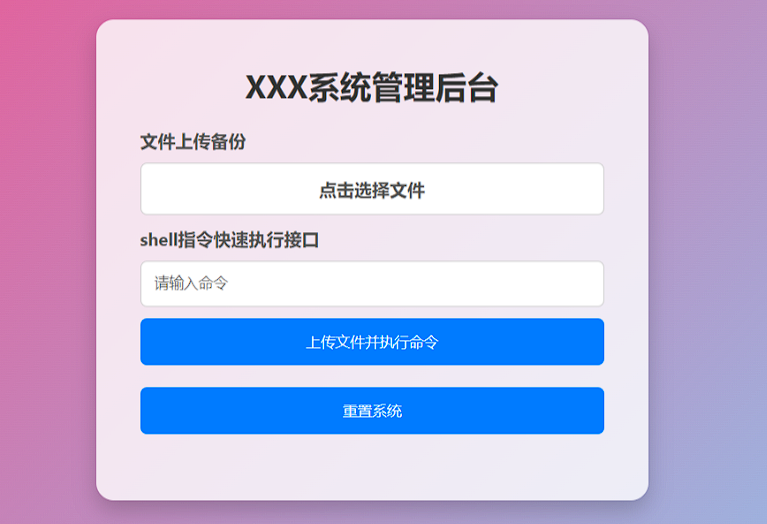 XXX系统管理后台
文件上传备份
点击选择文件
shell指令快速执行接口
请输入命令
上传文件并执行命令
重置系统